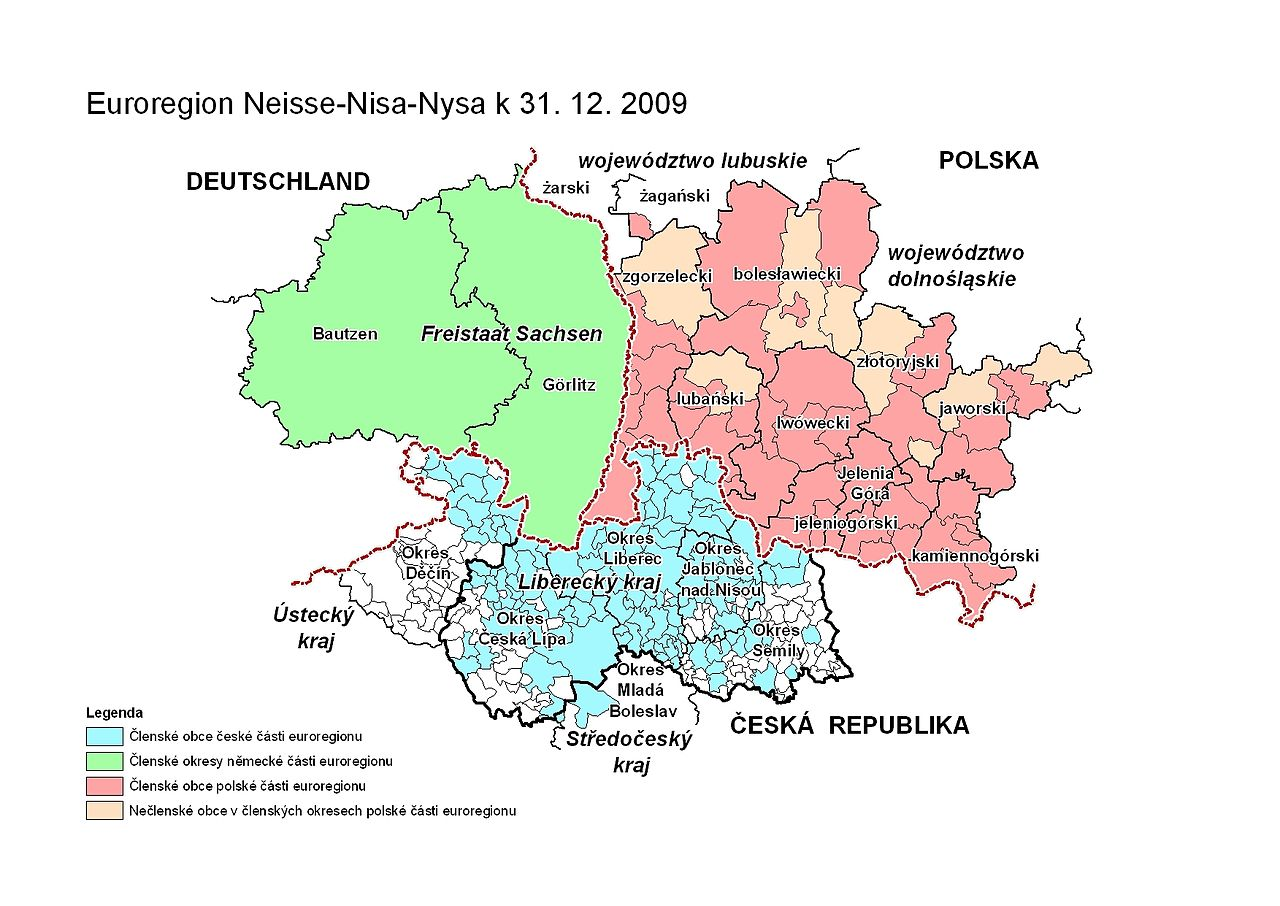 Euroregion Neisse-Nisa-Nysa k 31. 12. 2009
DEUTSCHLAND
województwo lubuskie
POLSKA
żarski
żagański
województwo
dolnośląskie
zgorzelecki
bolesławiecki
Bautzen
Freistaat Sachsen
Görlitz
złotoryjski
lubański
lwówecki
jaworski
Jelenia
Góra
jeleniogórski
kamiennogórski
Okres
Děčín
Okres
Liberec
Okres
Jablonec
nad Nisou
Liberecký kraj
Ústecký
kraj
Okres
Česká Lípa
Okres
Semily
Okres
Mladá
Boleslav
Středočeský
kraj
ČESKÁ REPUBLIKA
Legenda
Členské obce české části euroregionu
Členské okresy německé části euroregionu
Členské obce polské části euroregionu
Nečlenské obce v členských okresech polské části euroregionu